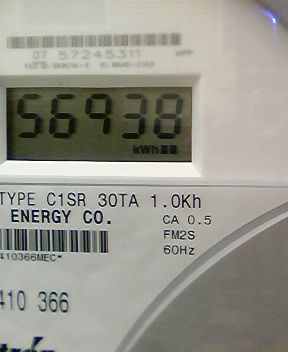 07 57245311
56938
kWh
TYPE C1SR 30TA 1.0Kh
ENERGY CO.
CA 0.5
FM2S
60Hz
410366MEC*
410 366